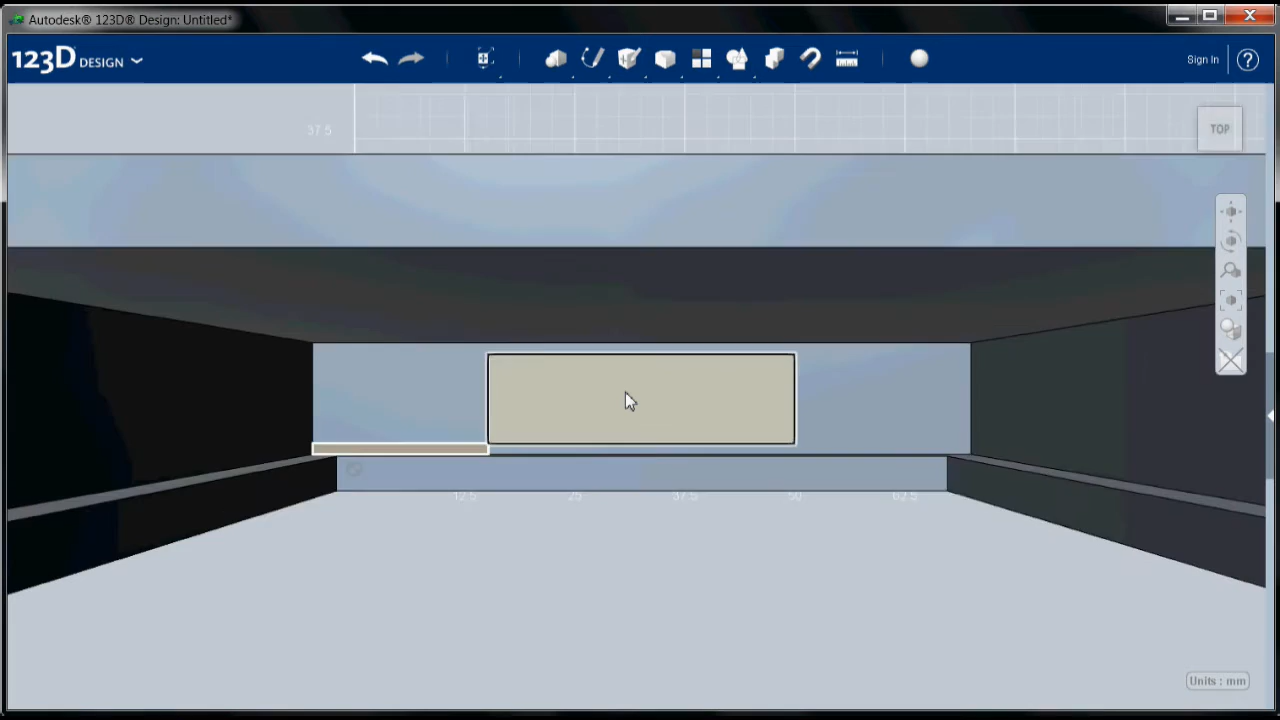 Autodesk® 123D® Design: Untitled*
123D DESIGN
Sign In
?
37.5
TOP
12.5 25 37.5 50 62.5
Units : mm